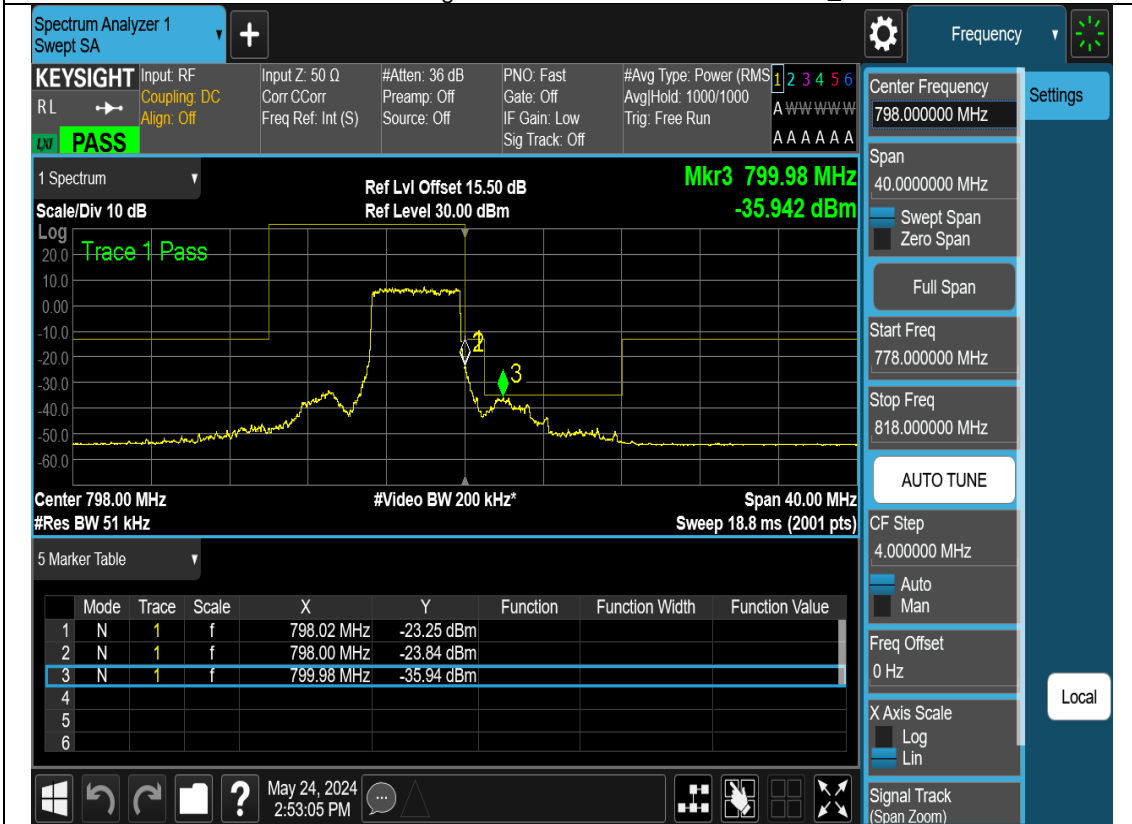 Spectrum Analyzer 1
Swept SA
+
Frequency
KEYSIGHT
RL
LXI
PASS
Input: RF
Coupling: DC
Align: Off
Input Z: 50 Ω
Corr CCorr
Freq Ref: Int (S)
#Atten: 36 dB
Preamp: Off
Source: Off
PNO: Fast
Gate: Off
IF Gain: Low
Sig Track: Off
#Avg Type: Power (RMS
Avg|Hold: 1000/1000
Trig: Free Run
1 2 3 4 5 6
A W W W W W
A A A A A A
1 Spectrum
Scale/Div 10 dB
Ref Lvl Offset 15.50 dB
Ref Level 30.00 dBm
Mkr3 799.98 MHz
-35.942 dBm
Log
Trace 1 Pass
20.0
10.0
0.00
-10.0
-20.0
-30.0
-40.0
-50.0
-60.0
2
3
Center 798.00 MHz
#Res BW 51 kHz
#Video BW 200 kHz*
Span 40.00 MHz
Sweep 18.8 ms (2001 pts)
5 Marker Table
Mode Trace Scale X Y Function Function Width Function Value
1 N 1 f 798.02 MHz -23.25 dBm
2 N 1 f 798.00 MHz -23.84 dBm
3 N 1 f 799.98 MHz -35.94 dBm
4
5
6
?
May 24, 2024
2:53:05 PM
Center Frequency
798.000000 MHz
Settings
Span
40.0000000 MHz
Swept Span
Zero Span
Full Span
Start Freq
778.000000 MHz
Stop Freq
818.000000 MHz
AUTO TUNE
CF Step
4.000000 MHz
Auto
Man
Freq Offset
0 Hz
Local
X Axis Scale
Log
Lin
Signal Track
(Span Zoom)